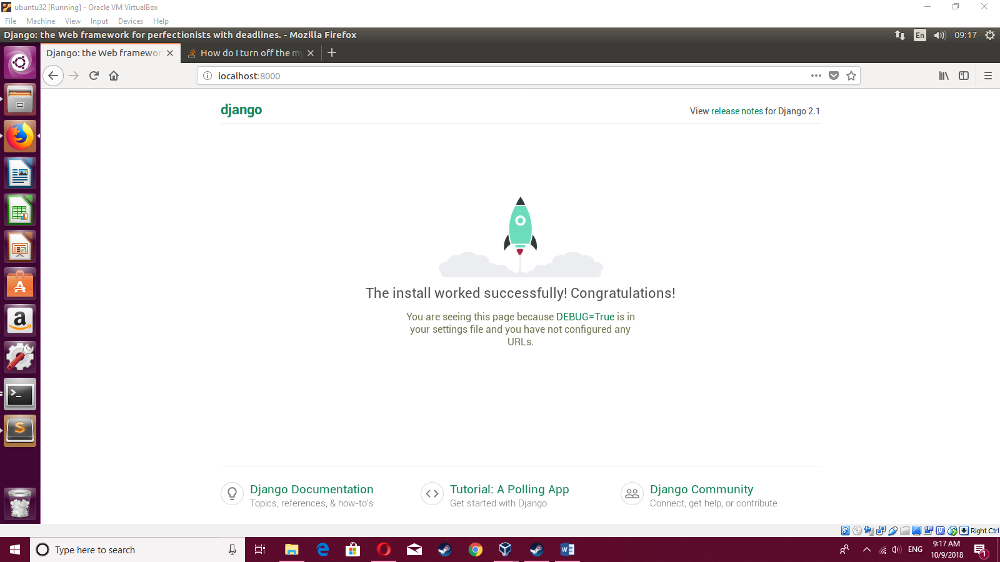 ubuntu32 [Running] - Oracle VM VirtualBox
File Machine View Input Devices Help
Django: the Web framework for perfectionists with deadlines. - Mozilla Firefox
En 09:17
Django: the Web framewor
How do I turn off the my
localhost:8000
django
View release notes for Django 2.1
The install worked successfully! Congratulations!
You are seeing this page because DEBUG=True is in
your settings file and you have not configured any
URLs.
Django Documentation
Topics, references, & how-to's
Tutorial: A Polling App
Get started with Django
Django Community
Connect, get help, or contribute
Right Ctrl
Type here to search
ENG
9:17 AM
10/9/2018
1